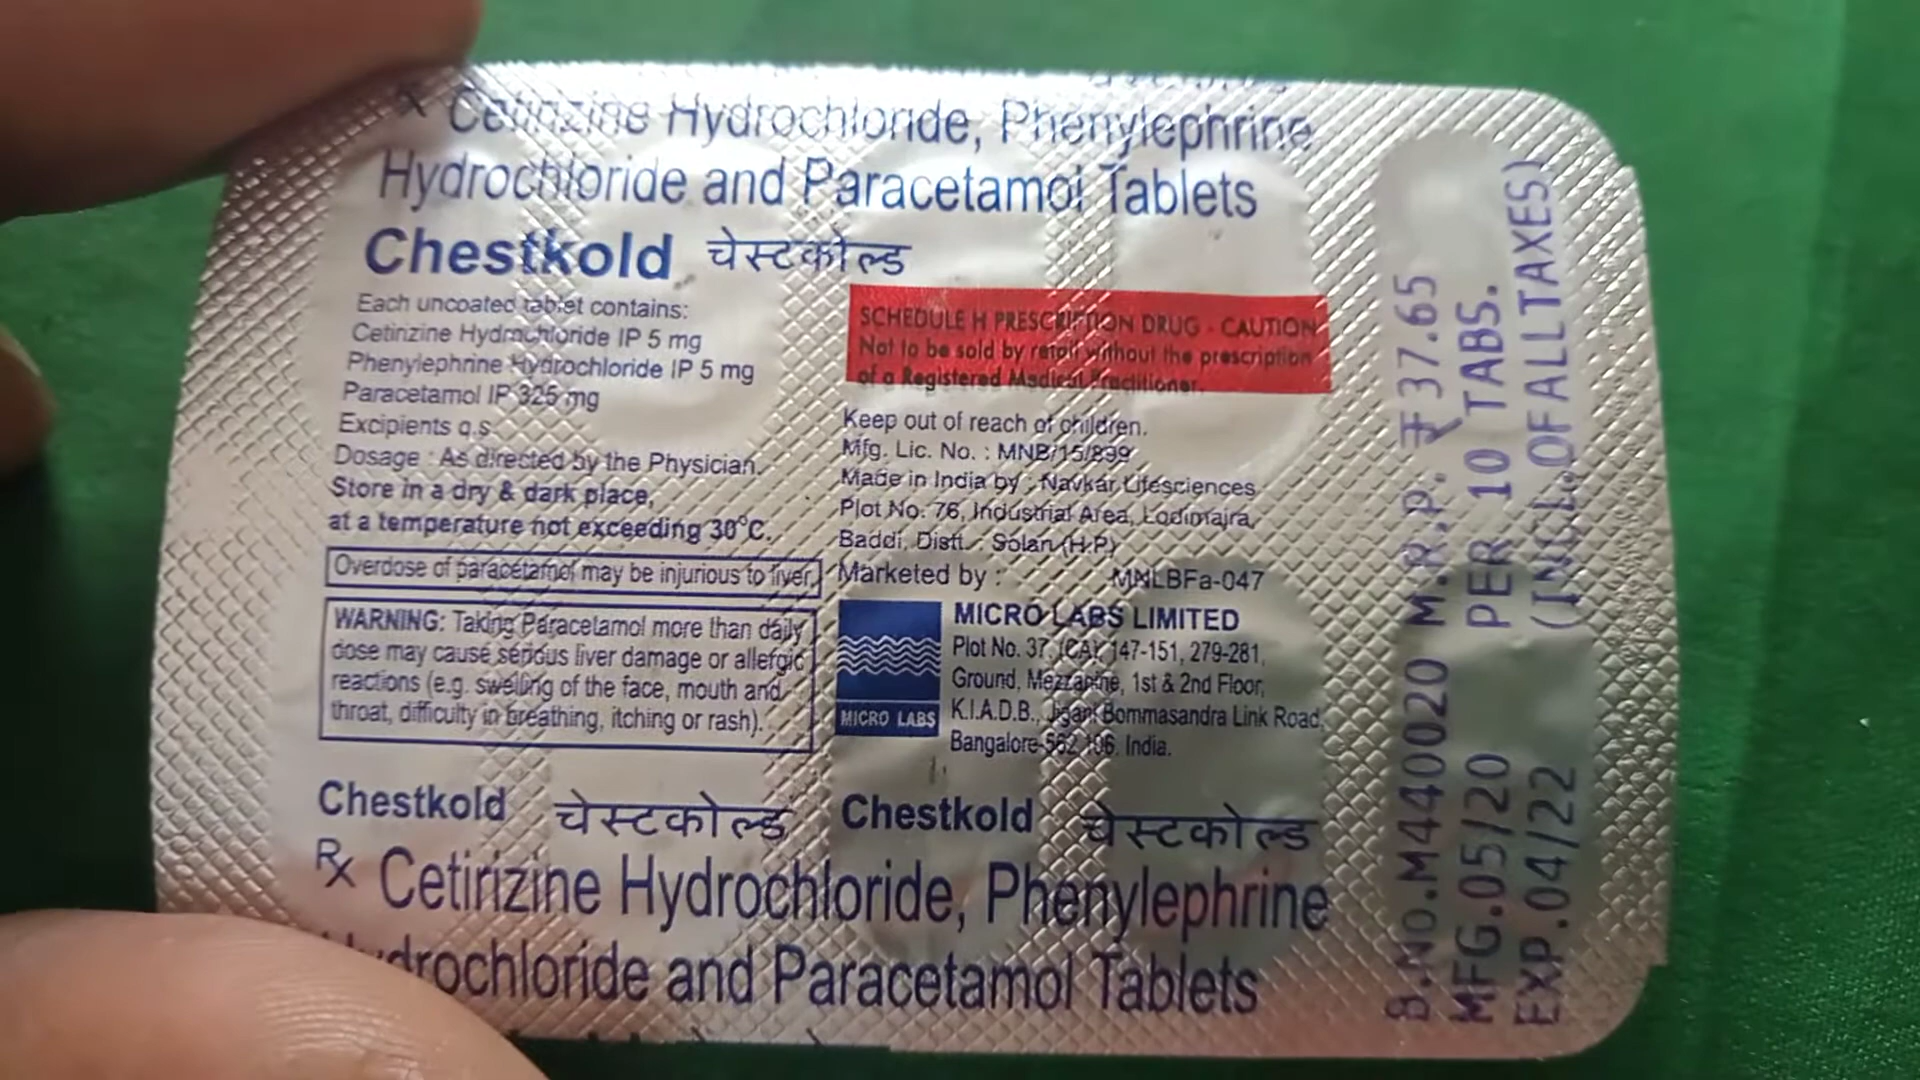 Cetirizine Hydrochloride, Phenylephrine
Hydrochloride and Paracetamol Tablets
Chestkold चेस्टकोल्ड
Each uncoated tablet contains:
Cetirizine Hydrochloride IP 5 mg
Phenylephrine Hydrochloride IP 5 mg
Paracetamol IP 325 mg
Excipients q.s.
Dosage : As directed by the Physician.
Store in a dry & dark place,
at a temperature not exceeding 30°C.
Overdose of paracetamol may be injurious to liver.
WARNING: Taking Paracetamol more than daily
dose may cause serious liver damage or allergic
reactions (e.g. swelling of the face, mouth and
throat, difficulty in breathing, itching or rash).
SCHEDULE H PRESCRIPTION DRUG - CAUTION
Not to be sold by retail without the prescription
of a Registered Medical Practitioner.
Keep out of reach of children.
Mfg. Lic. No. : MNB/15/899
Made in India by : Navkar Lifesciences
Plot No. 76, Industrial Area, Lodimajra,
Baddi, Distt. : Solan (H.P.)
Marketed by : MNLBFa-047
MICRO LABS LIMITED
Plot No. 37, (CA), 147-151, 279-281,
Ground, Mezzanine, 1st & 2nd Floor,
K.I.A.D.B., Jigani Bommasandra Link Road,
Bangalore-562 106. India.
MICRO LABS
Chestkold चेस्टकोल्ड Chestkold चेस्टकोल्ड
Rx Cetirizine Hydrochloride, Phenylephrine
drochloride and Paracetamol Tablets
B.No.M440020 M.R.P. ₹37.65
MFG.05/20 PER 10 TABS.
EXP.04/22 (INCL.OF ALL TAXES)